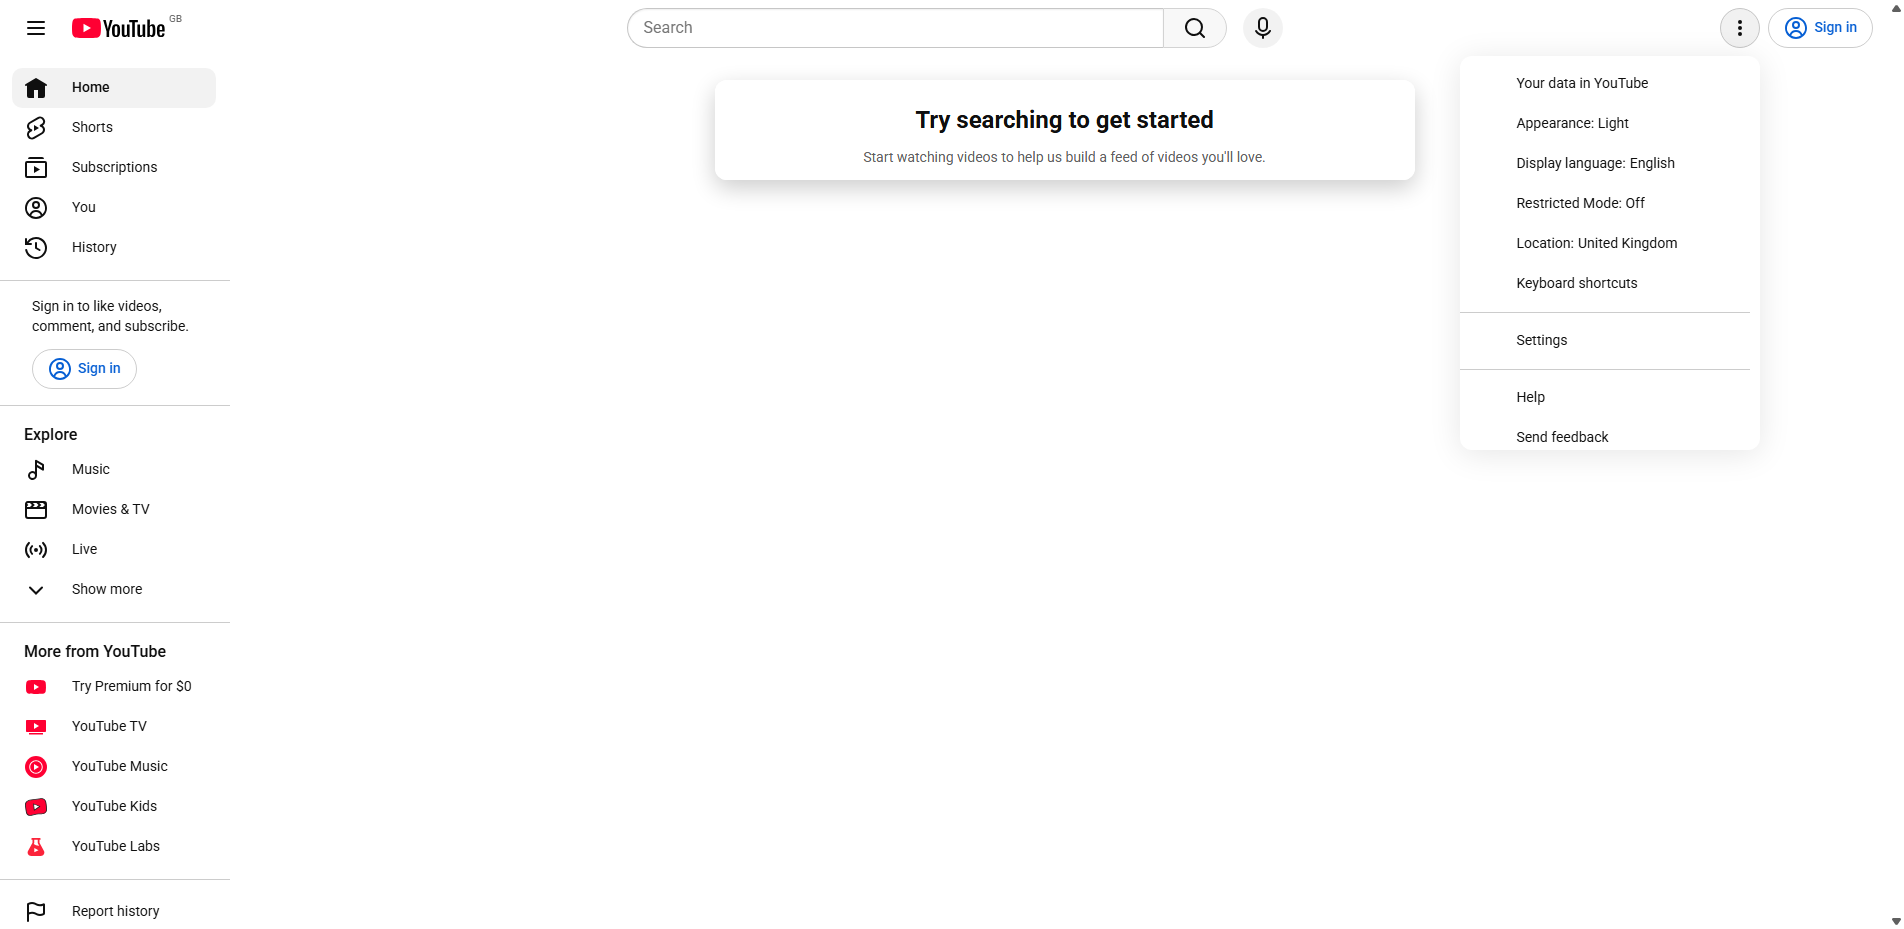 YouTube GB
Search
Sign in
Home
Shorts
Subscriptions
You
History
Sign in to like videos,
comment, and subscribe.
Sign in
Explore
Music
Movies & TV
Live
Show more
More from YouTube
Try Premium for $0
YouTube TV
YouTube Music
YouTube Kids
YouTube Labs
Report history
Try searching to get started
Start watching videos to help us build a feed of videos you'll love.
Your data in YouTube
Appearance: Light
Display language: English
Restricted Mode: Off
Location: United Kingdom
Keyboard shortcuts
Settings
Help
Send feedback